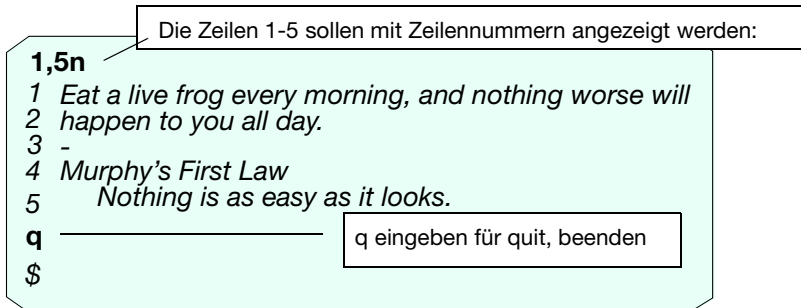 Die Zeilen 1-5 sollen mit Zeilennummern angezeigt werden:
1,5n
1 Eat a live frog every morning, and nothing worse will
2 happen to you all day.
3 -
4 Murphy’s First Law
5 Nothing is as easy as it looks.
q
q eingeben für quit, beenden
$